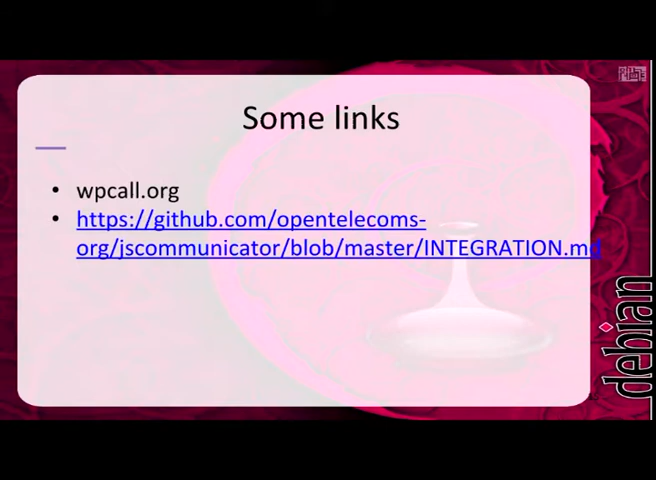 Some links
• wpcall.org
• https://github.com/opentelecoms-
org/jscommunicator/blob/master/INTEGRATION.md
debian